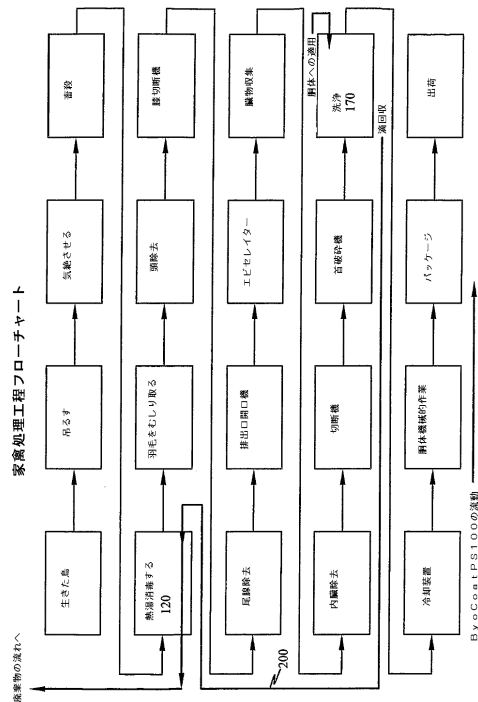 家禽処理工程フローチャート
廃棄物の流れへ
生きた鳥
吊るす
気絶させる
畜殺
熱湯消毒する
120
羽毛をむしり取る
頭除去
膝切断機
尾腺除去
排出口開口機
エビセレイター
臓物収集
内臓除去
切断機
首破砕機
洗浄
170
胴体への適用
滴回収
200
冷却装置
胴体機械的作業
パッケージ
出荷
ByoCoatPS100の流動